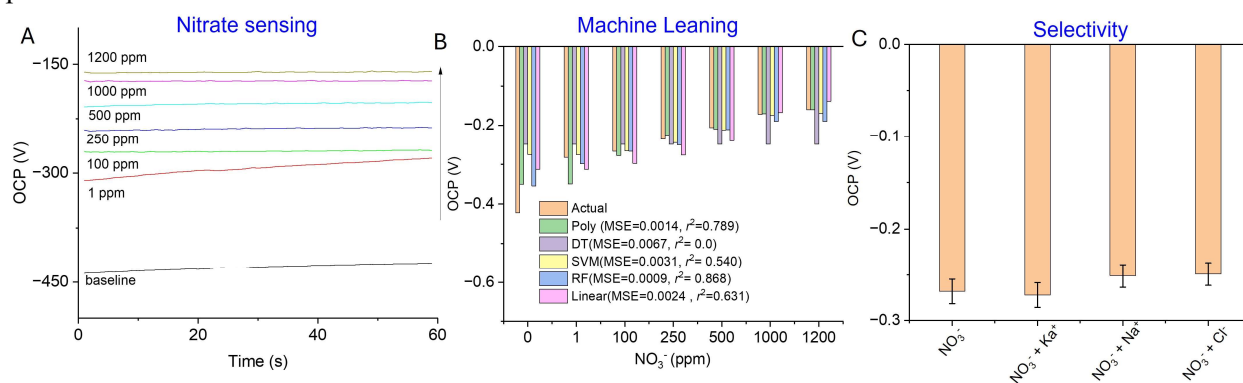 Nitrate sensing
A
−150
−300
−450
OCP (V)
1200 ppm
1000 ppm
500 ppm
250 ppm
100 ppm
1 ppm
baseline
0
20
40
60
Time (s)
Machine Leaning
B
0.0
−0.2
−0.4
−0.6
OCP (V)
Actual
Poly (MSE=0.0014, r²=0.789)
DT(MSE=0.0067, r²= 0.0)
SVM(MSE=0.0031, r²= 0.540)
RF(MSE=0.0009, r²= 0.868)
Linear(MSE=0.0024 , r²=0.631)
0
1
100
250
500
1000
1200
NO₃⁻ (ppm)
Selectivity
C
0.0
−0.1
−0.2
−0.3
OCP (V)
NO₃⁻
NO₃⁻ + Ka⁺
NO₃⁻ + Na⁺
NO₃⁻ + Cl⁻